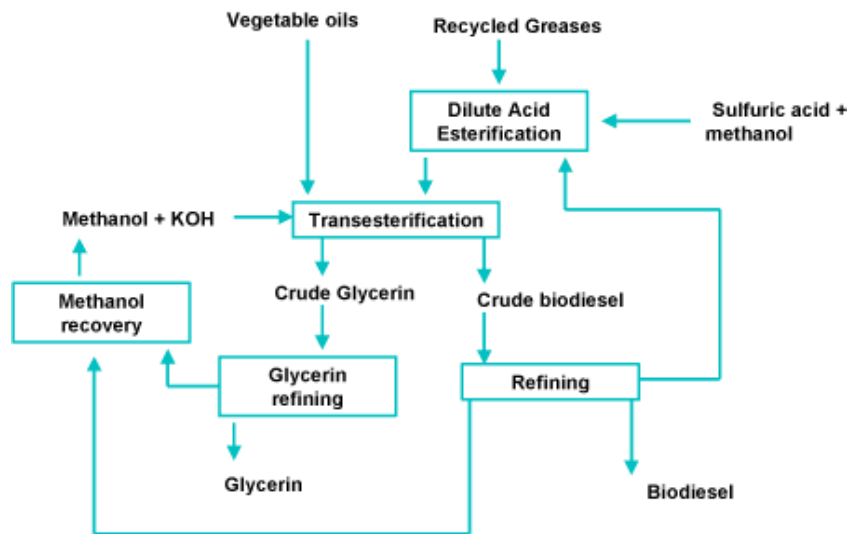 Vegetable oils
Recycled Greases
Dilute Acid
Esterification
Sulfuric acid +
methanol
Methanol + KOH
Transesterification
Crude Glycerin
Crude biodiesel
Methanol
recovery
Glycerin
refining
Refining
Glycerin
Biodiesel